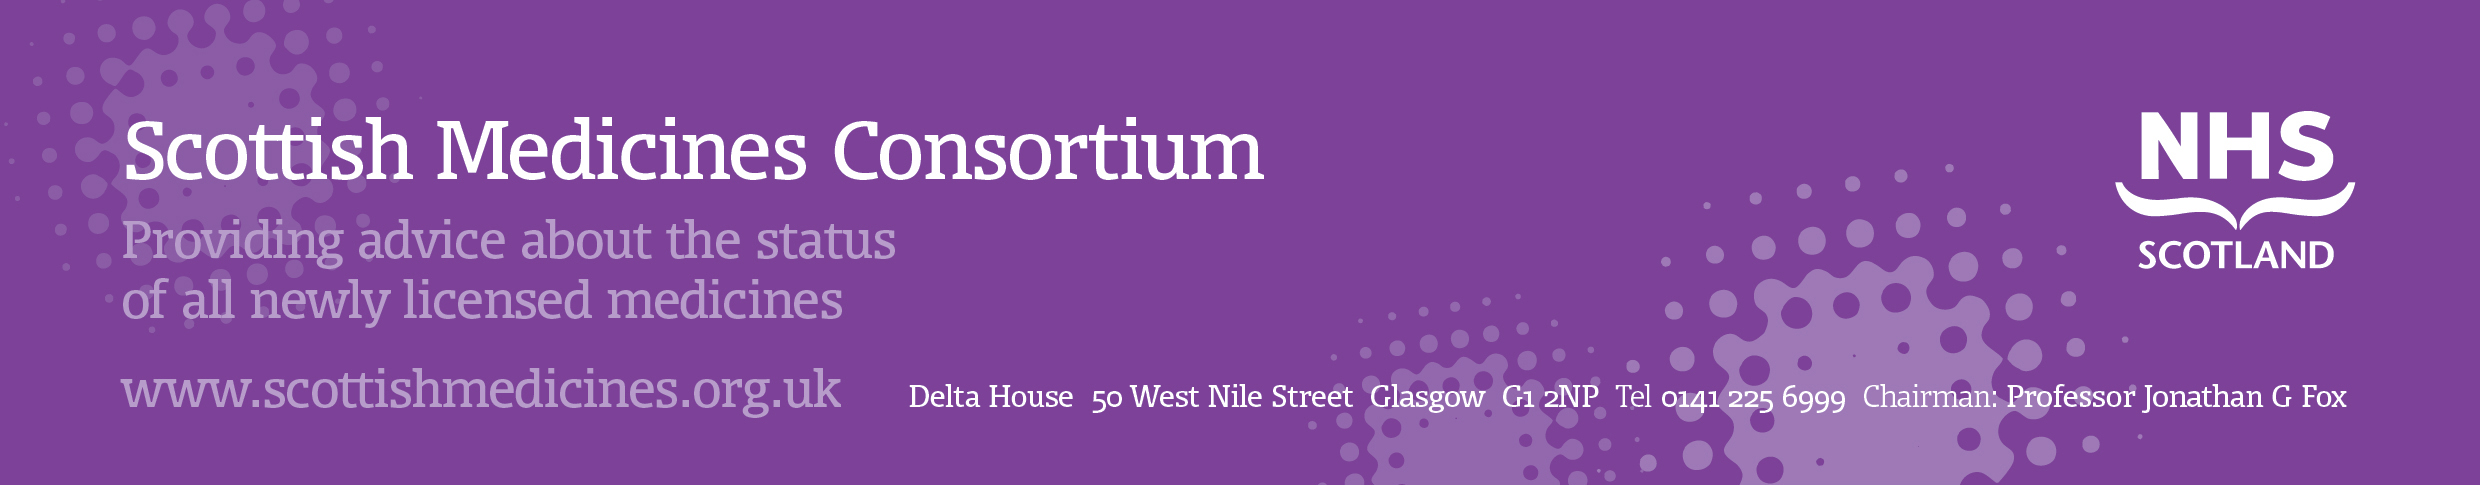 Scottish Medicines Consortium
Providing advice about the status
of all newly licensed medicines
www.scottishmedicines.org.uk
Delta House 50 West Nile Street Glasgow G1 2NP Tel 0141 225 6999 Chairman: Professor Jonathan G Fox
NHS
SCOTLAND